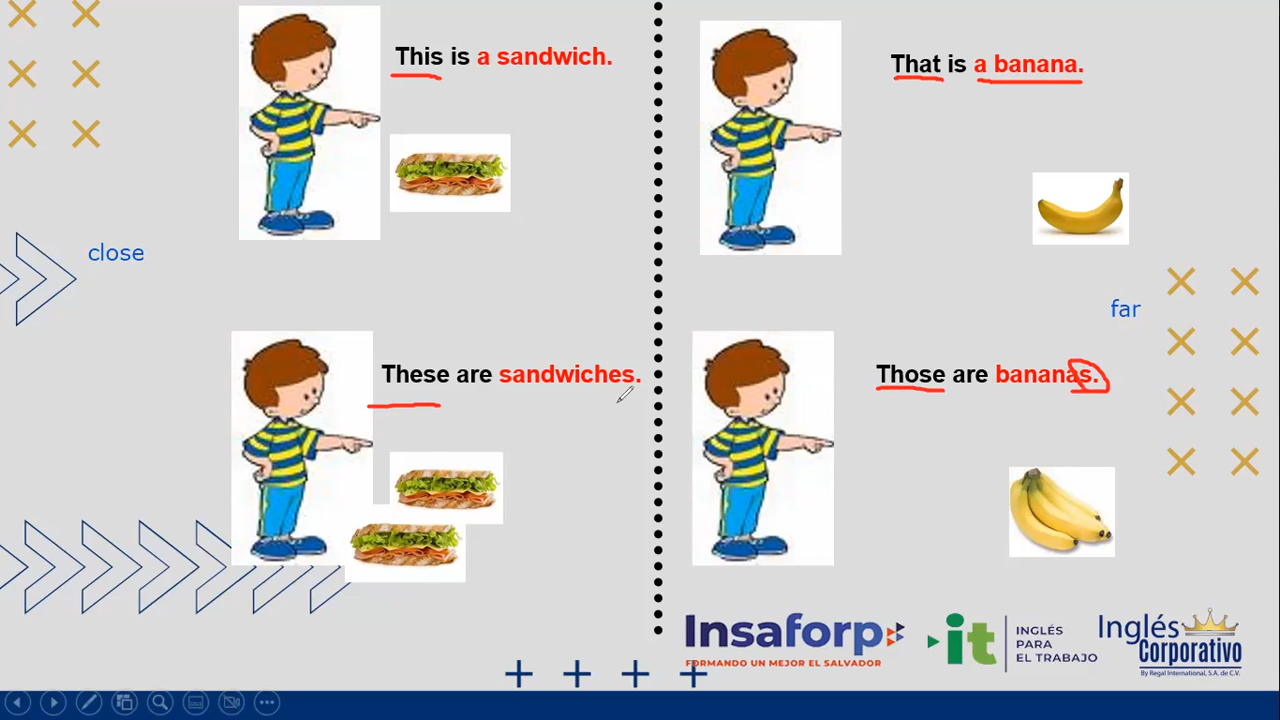 This is a sandwich.
That is a banana.
close
far
These are sandwiches.
Those are bananas.
Insaforp
FORMANDO UN MEJOR EL SALVADOR
it
INGLÉS
PARA
EL TRABAJO
Inglés
Corporativo
By Regal International, S.A. de C.V.